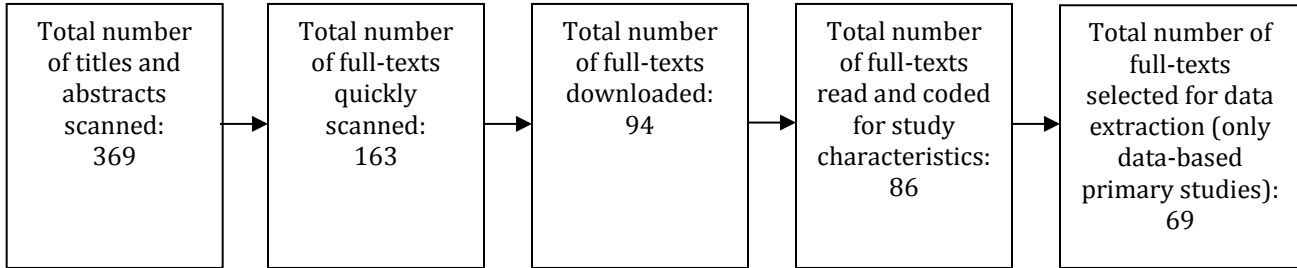 Total number
of titles and
abstracts
scanned:
369
Total number
of full-texts
quickly
scanned:
163
Total number
of full-texts
downloaded:
94
Total number
of full-texts
read and coded
for study
characteristics:
86
Total number of
full-texts
selected for data
extraction (only
data-based
primary studies):
69